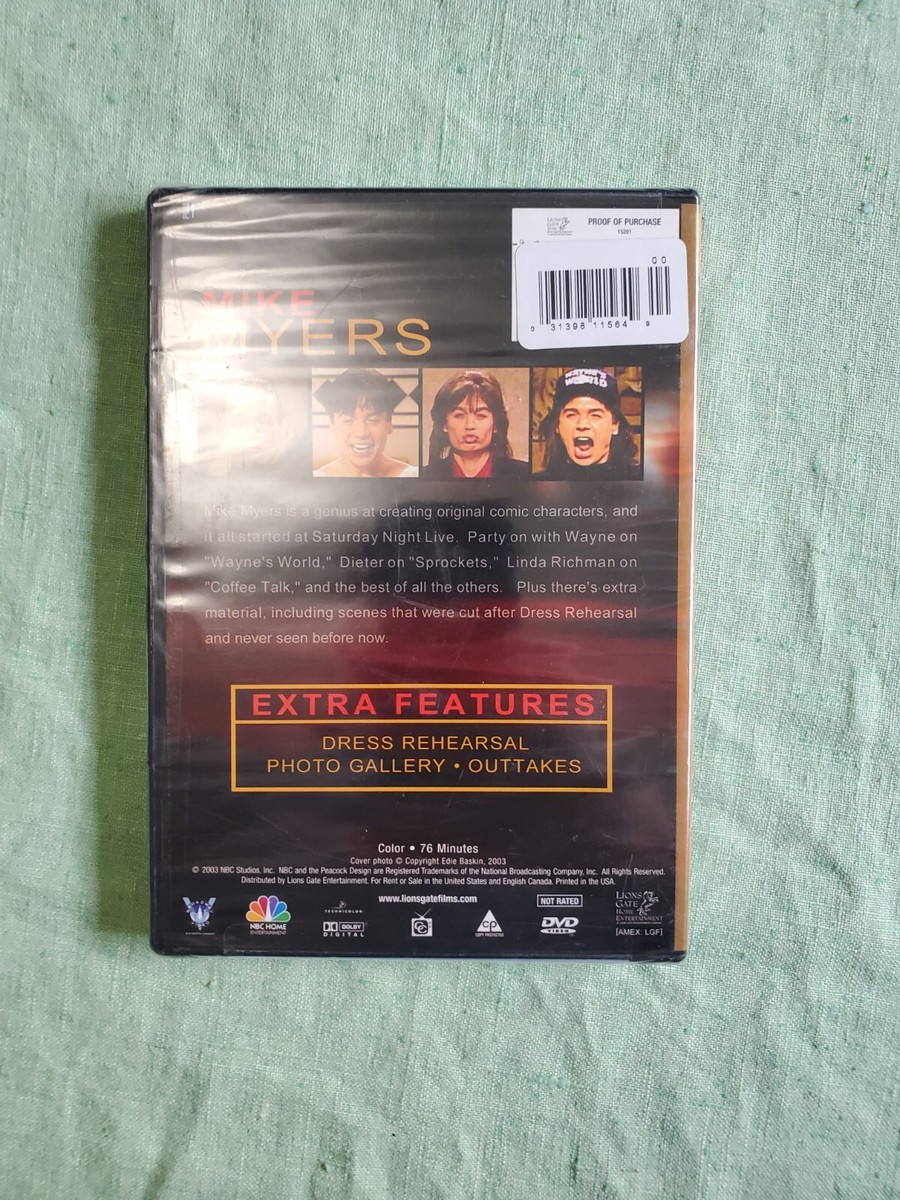 PROOF OF PURCHASE
15201
00
0 31398 11564 9
MIKE
MYERS
WAYNE'S
WORLD
Mike Myers is a genius at creating original comic characters, and
it all started at Saturday Night Live. Party on with Wayne on
"Wayne's World," Dieter on "Sprockets," Linda Richman on
"Coffee Talk," and the best of all the others. Plus there's extra
material, including scenes that were cut after Dress Rehearsal
and never seen before now.
EXTRA FEATURES
DRESS REHEARSAL
PHOTO GALLERY • OUTTAKES
Color • 76 Minutes
Cover photo © Copyright Edie Baskin, 2003
© 2003 NBC Studios, Inc. NBC and the Peacock Design are Registered Trademarks of the National Broadcasting Company, Inc. All Rights Reserved.
Distributed by Lions Gate Entertainment. For Rent or Sale in the United States and English Canada. Printed in the USA.
www.lionsgatefilms.com
NOT RATED
NBC HOME
ENTERTAINMENT
TECHNICOLOR
DOLBY
DIGITAL
CC
CP
COPY PROTECTED
DVD
VIDEO
LIONS
GATE
HOME
ENTERTAINMENT
[AMEX: LGF]